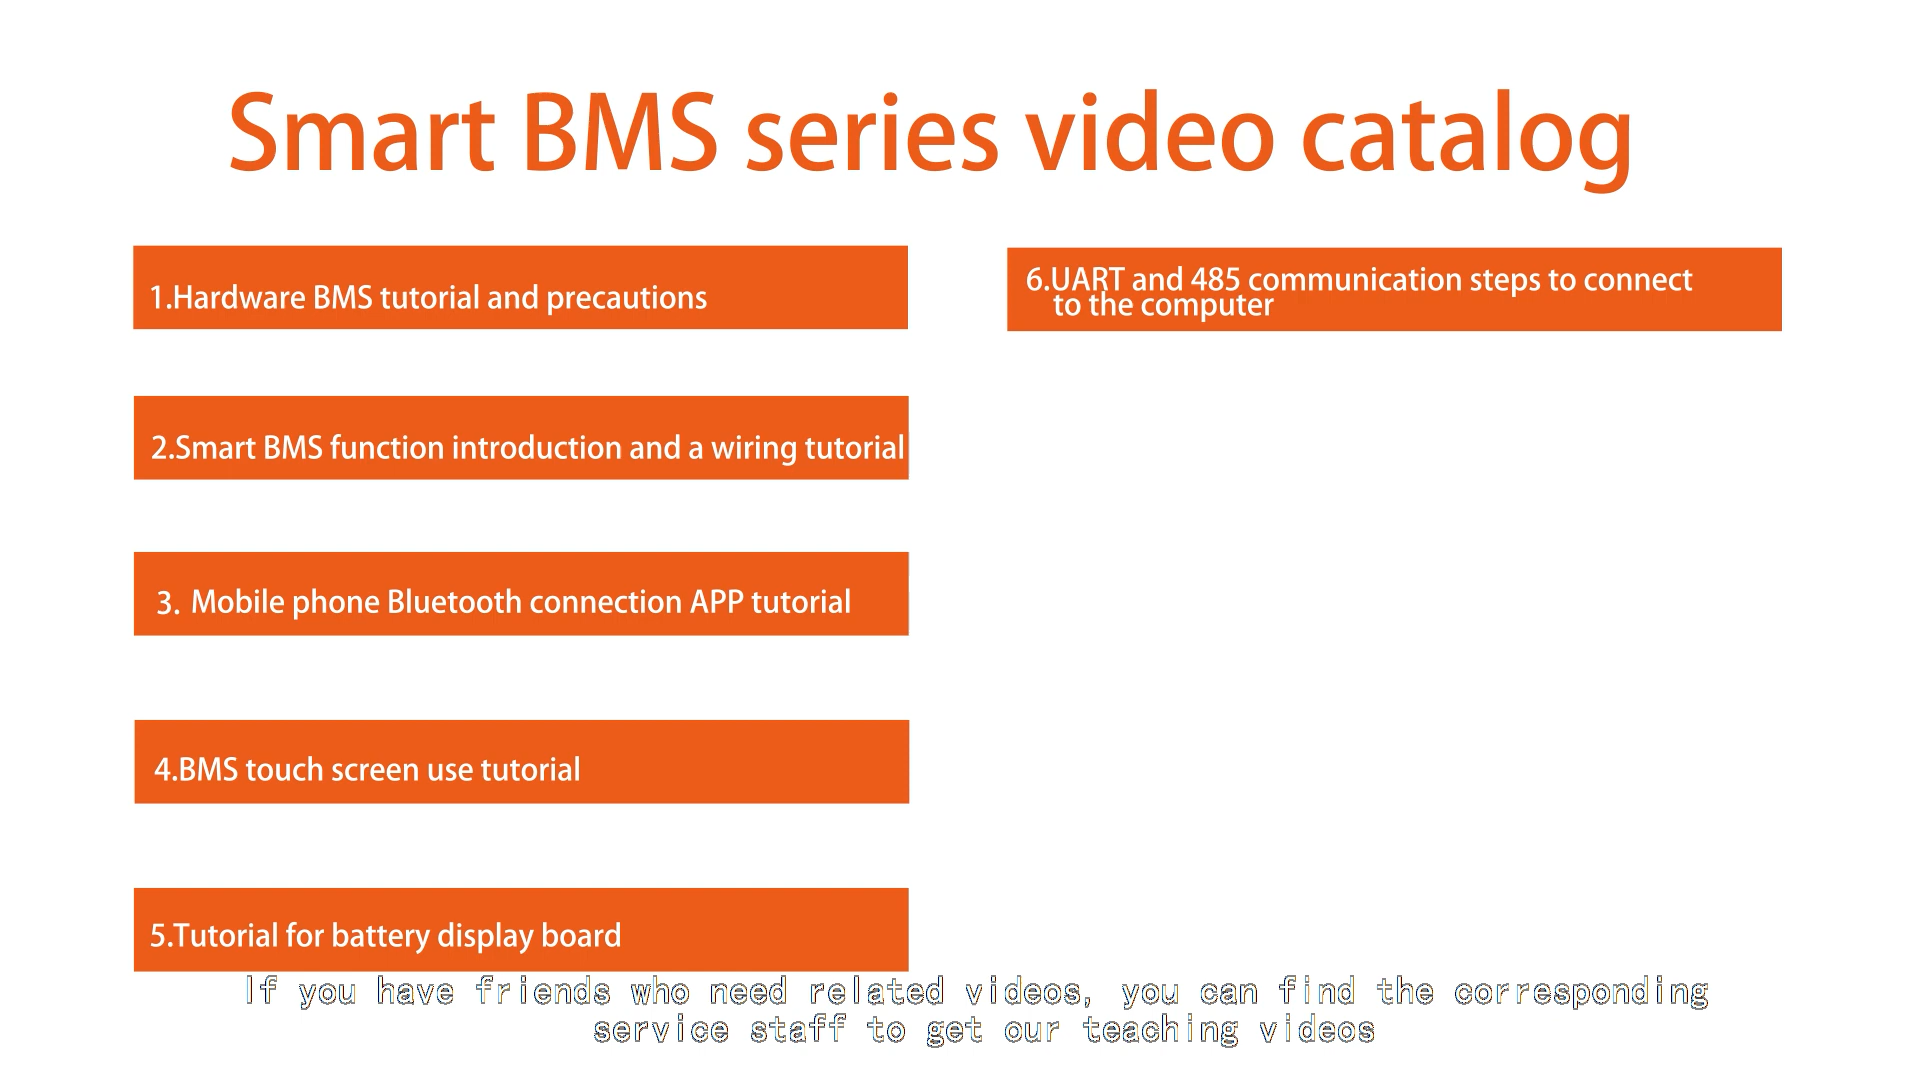 Smart BMS series video catalog
1.Hardware BMS tutorial and precautions
2.Smart BMS function introduction and a wiring tutorial
3. Mobile phone Bluetooth connection APP tutorial
4.BMS touch screen use tutorial
5.Tutorial for battery display board
6.UART and 485 communication steps to connect
to the computer
If you have friends who need related videos, you can find the corresponding
service staff to get our teaching videos